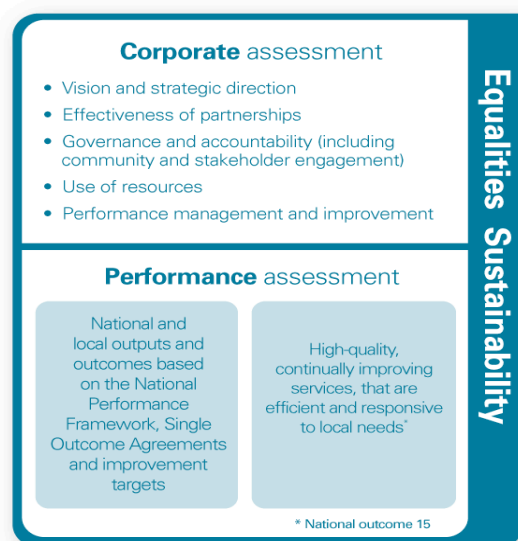 Corporate assessment
• Vision and strategic direction
• Effectiveness of partnerships
• Governance and accountability (including
community and stakeholder engagement)
• Use of resources
• Performance management and improvement
Performance assessment
National and
local outputs and
outcomes based
on the National
Performance
Framework, Single
Outcome Agreements
and improvement
targets
High-quality,
continually improving
services, that are
efficient and responsive
to local needs*
* National outcome 15
Equalities Sustainability